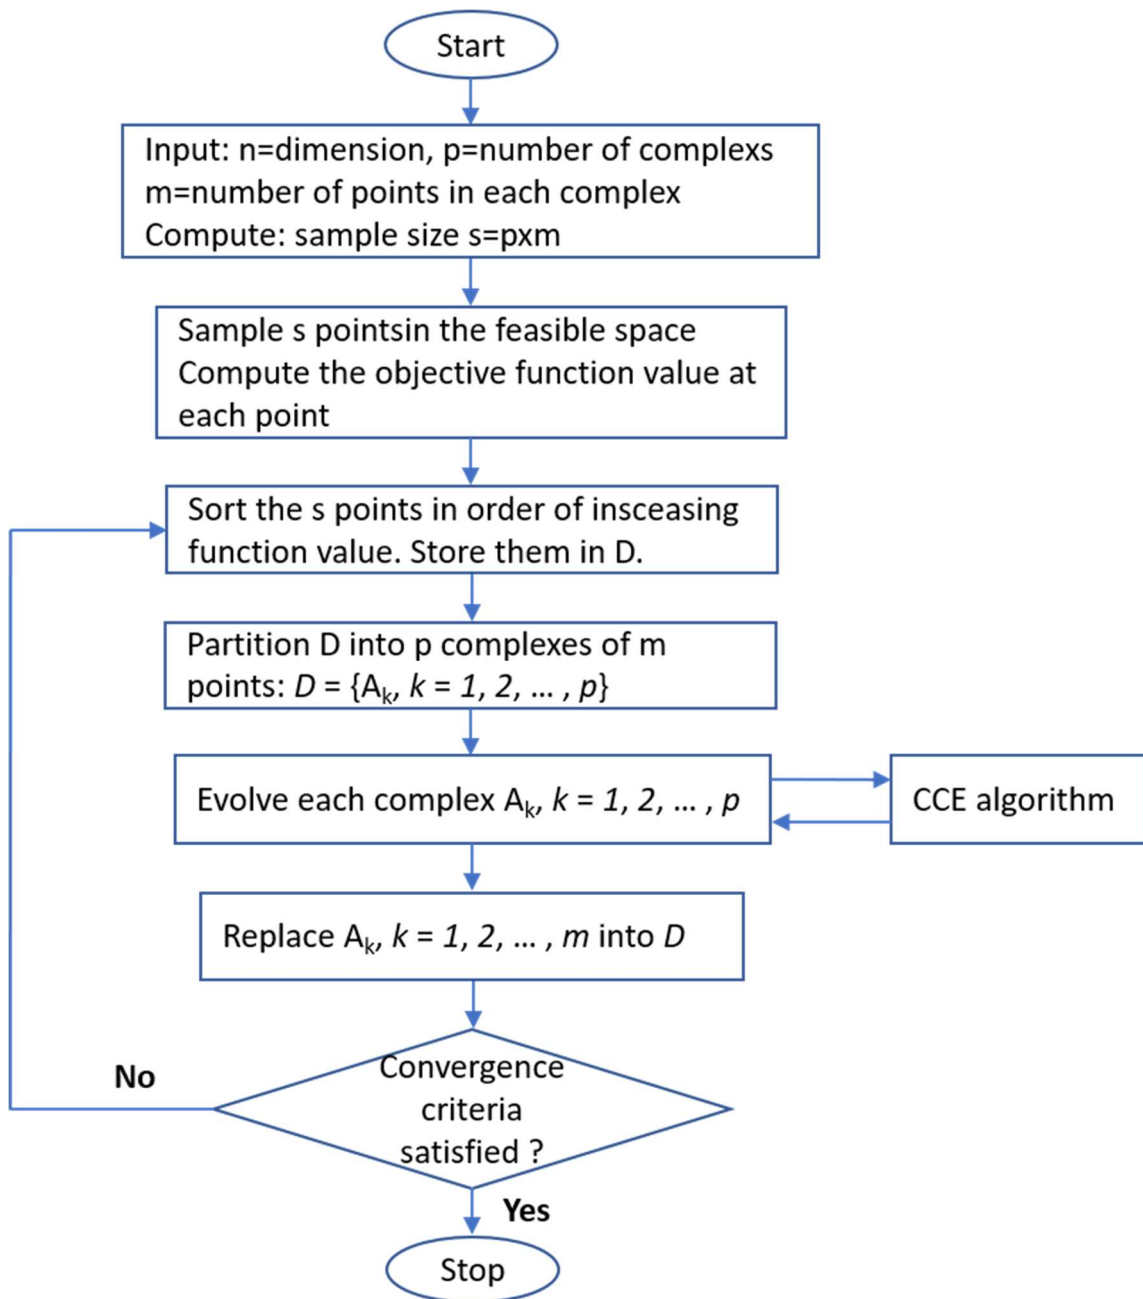 Start
Input: n=dimension, p=number of complexs
m=number of points in each complex
Compute: sample size s=pxm
Sample s pointsin the feasible space
Compute the objective function value at
each point
Sort the s points in order of insceasing
function value. Store them in D.
Partition D into p complexes of m
points: D = {Ak, k = 1, 2, ... , p}
Evolve each complex Ak, k = 1, 2, ... , p
CCE algorithm
Replace Ak, k = 1, 2, ... , m into D
Convergence
criteria
satisfied ?
No
Yes
Stop